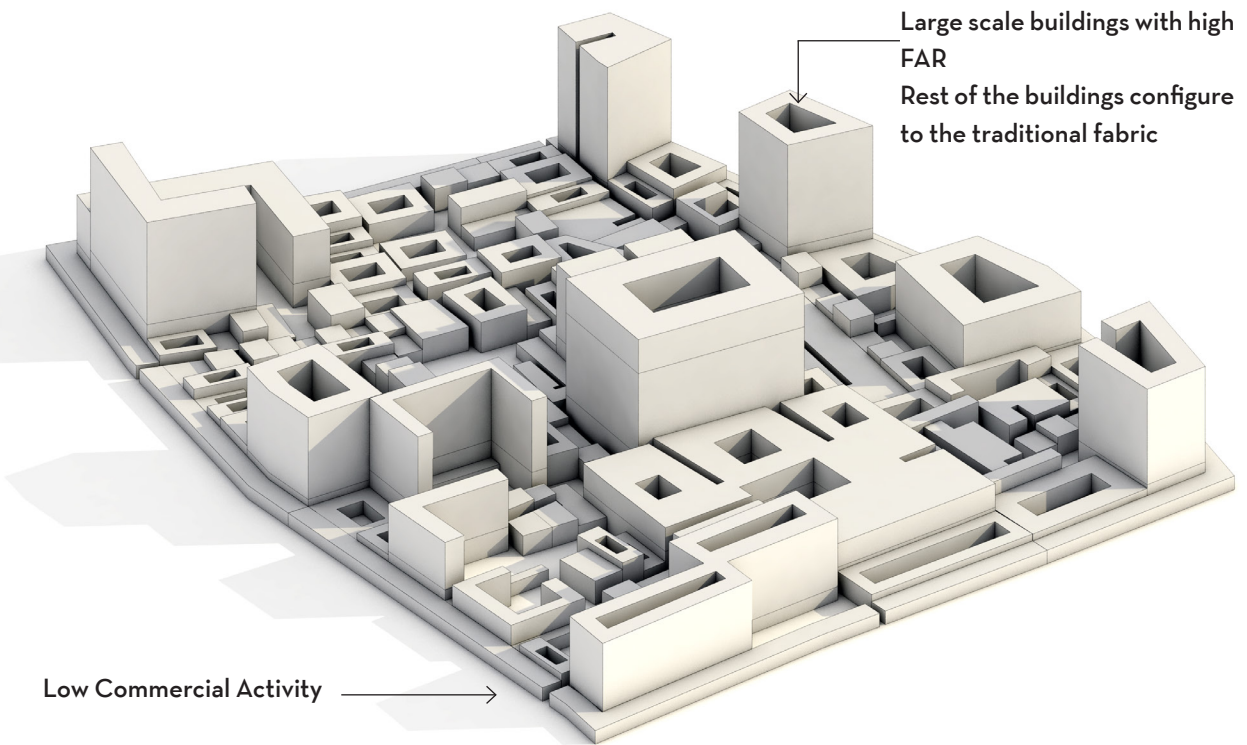 Large scale buildings with high
FAR
Rest of the buildings configure
to the traditional fabric
Low Commercial Activity